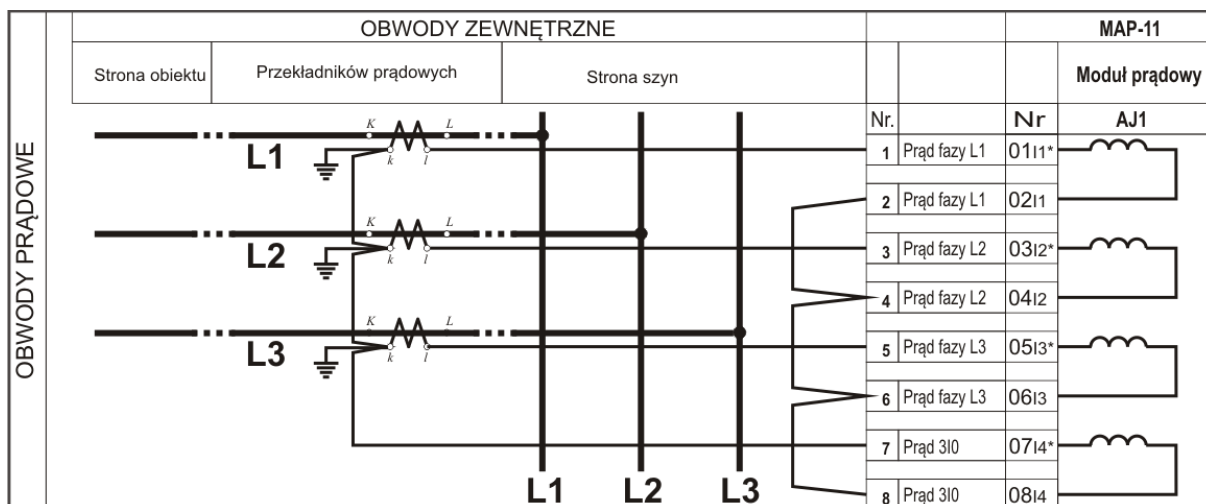 OBWODY ZEWNĘTRZNE MAP-11
Strona obiektu Przekładników prądowych Strona szyn Moduł prądowy
OBWODY PRĄDOWE
Nr. Nr AJ1
K L
L1 k l
1 Prąd fazy L1 01I1*
2 Prąd fazy L1 02I1
K L
L2 k l
3 Prąd fazy L2 03I2*
4 Prąd fazy L2 04I2
K L
L3 k l
5 Prąd fazy L3 05I3*
6 Prąd fazy L3 06I3
7 Prąd 3I0 07I4*
8 Prąd 3I0 08I4
L1 L2 L3